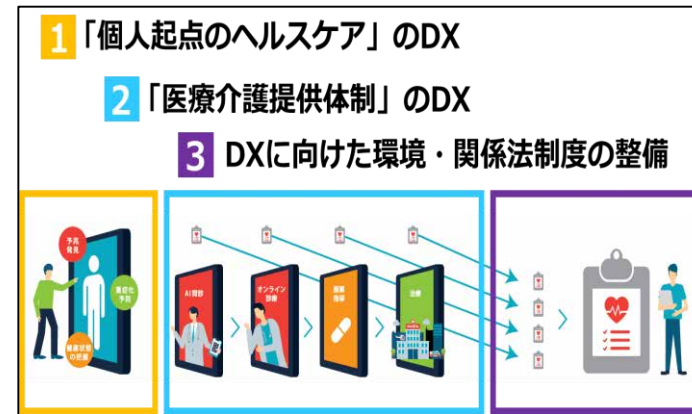 1 「個人起点のヘルスケア」のDX
2 「医療介護提供体制」のDX
3 DXに向けた環境・関係法制度の整備
予兆
発見
重症化
予防
健康状態
の把握
AI問診
オンライン
診療
服薬
指導
治療